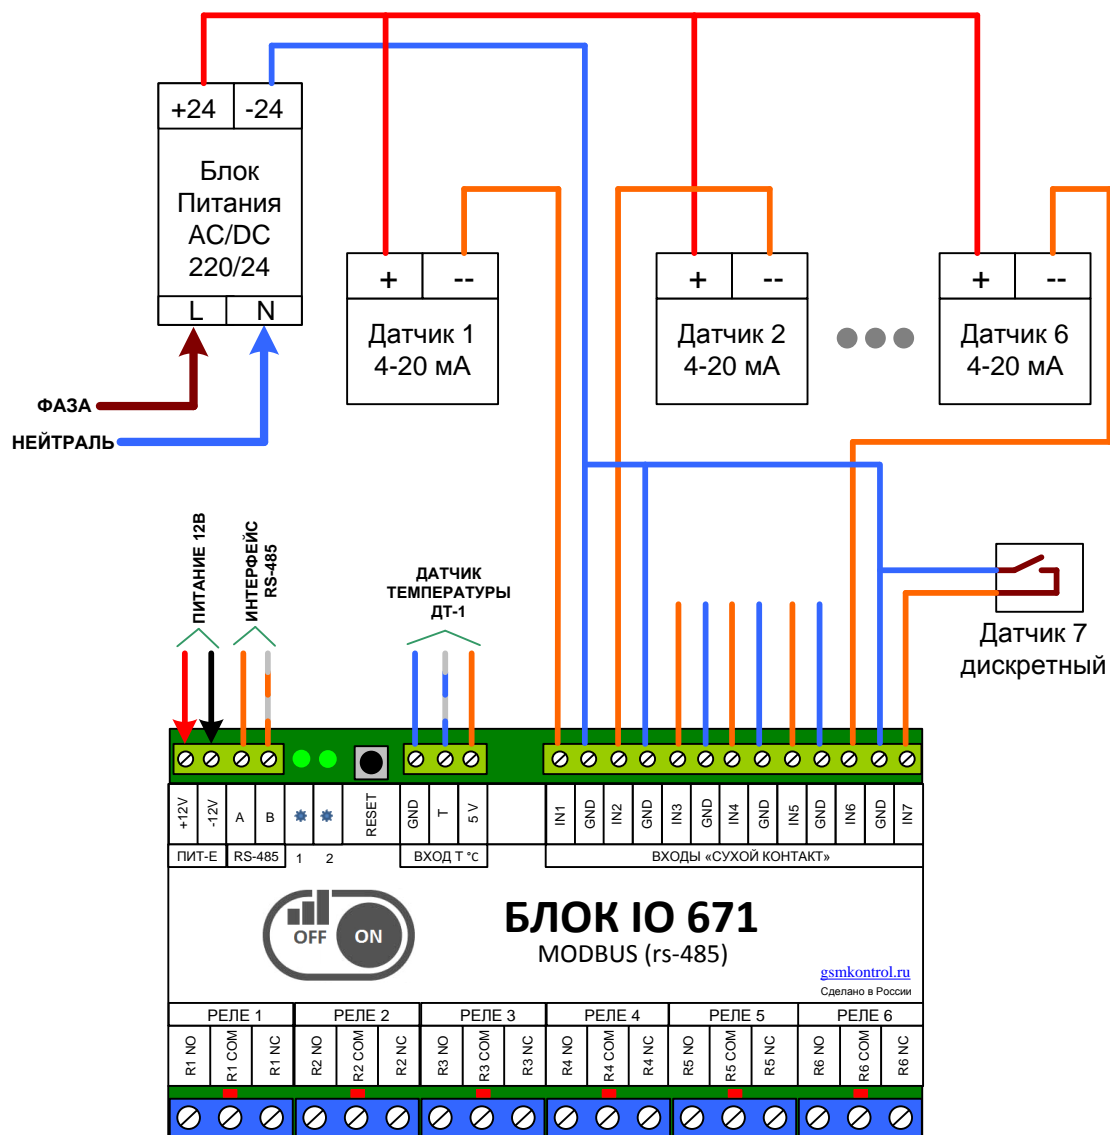 +24 -24
Блок
Питания
AC/DC
220/24
L N
ФАЗА
НЕЙТРАЛЬ
+ --
Датчик 1
4-20 мА
+ --
Датчик 2
4-20 мА
+ --
Датчик 6
4-20 мА
ПИТАНИЕ 12В
ИНТЕРФЕЙС
RS-485
ДАТЧИК
ТЕМПЕРАТУРЫ
ДТ-1
Датчик 7
дискретный
+12V -12V A B RESET GND T 5 V IN1 GND IN2 GND IN3 GND IN4 GND IN5 GND IN6 GND IN7
ПИТ-Е RS-485 1 2 ВХОД T °C ВХОДЫ «СУХОЙ КОНТАКТ»
OFF ON
БЛОК IO 671
MODBUS (rs-485)
gsmkontrol.ru
Сделано в России
РЕЛЕ 1 РЕЛЕ 2 РЕЛЕ 3 РЕЛЕ 4 РЕЛЕ 5 РЕЛЕ 6
R1 NO R1 COM R1 NC R2 NO R2 COM R2 NC R3 NO R3 COM R3 NC R4 NO R4 COM R4 NC R5 NO R5 COM R5 NC R6 NO R6 COM R6 NC